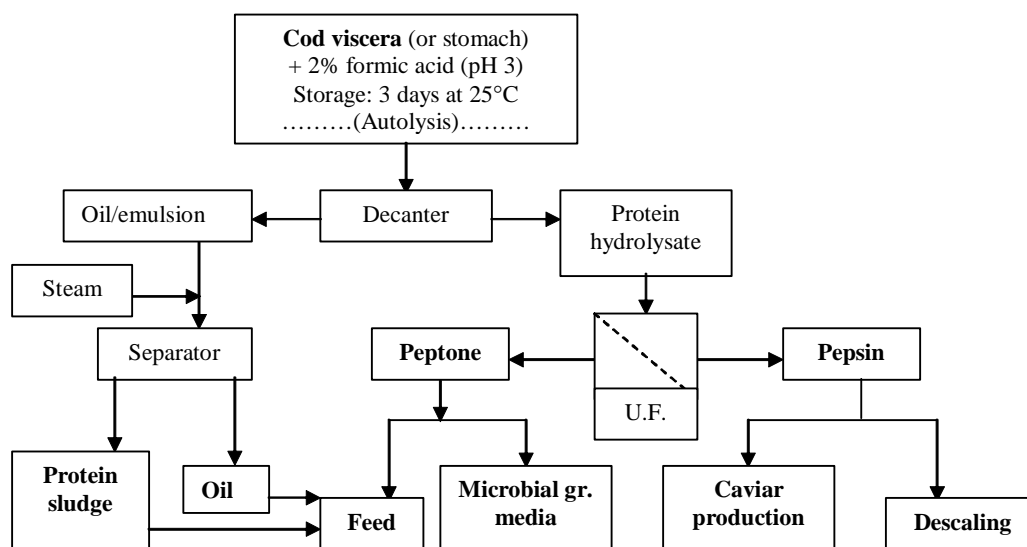 Cod viscera (or stomach)
+ 2% formic acid (pH 3)
Storage: 3 days at 25°C
………(Autolysis)………
Oil/emulsion
Decanter
Protein
hydrolysate
Steam
Separator
Peptone
U.F.
Pepsin
Protein
sludge
Oil
Feed
Microbial gr.
media
Caviar
production
Descaling